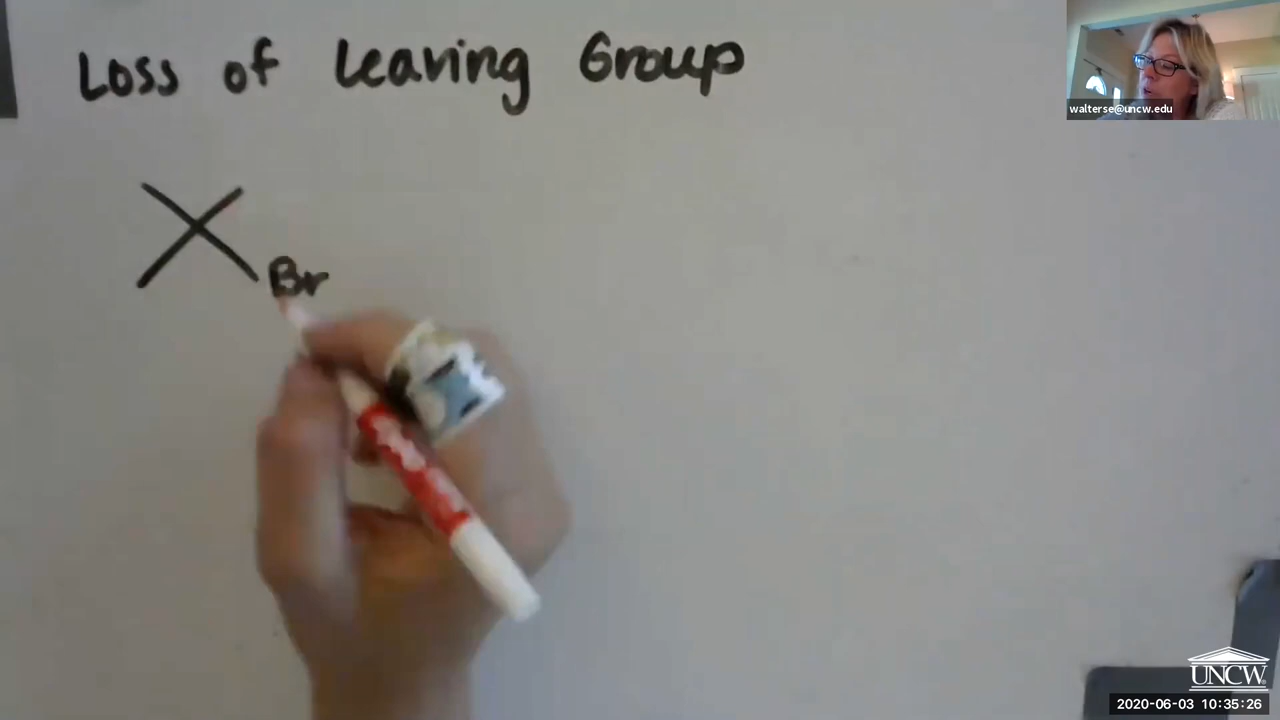 Loss of Leaving Group
Br
walterse@uncw.edu
UNCW
2020-06-03 10:35:26